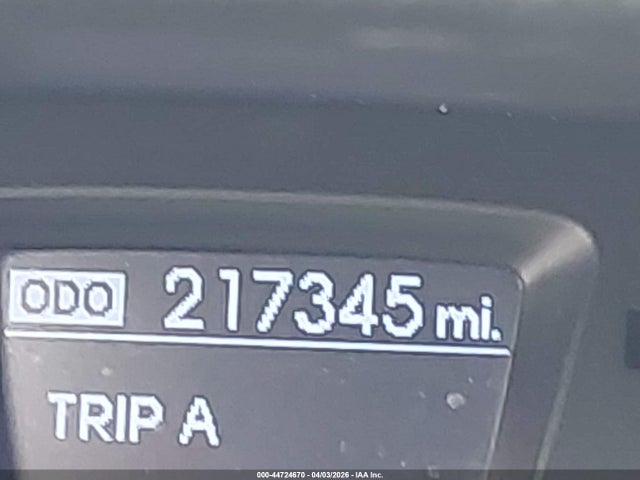 ODO 217345 mi.
TRIP A
000-44724670 - 04/03/2026 - IAA Inc.